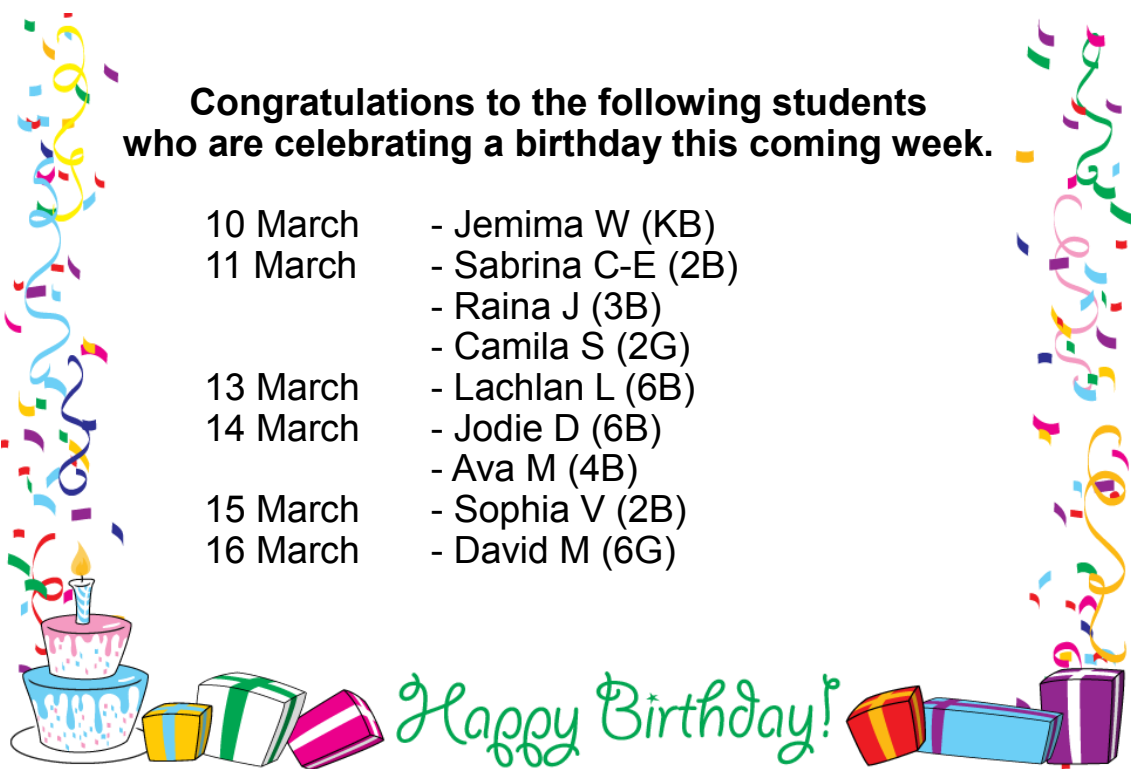 Congratulations to the following students
who are celebrating a birthday this coming week.
10 March - Jemima W (KB)
11 March - Sabrina C-E (2B)
- Raina J (3B)
- Camila S (2G)
13 March - Lachlan L (6B)
14 March - Jodie D (6B)
- Ava M (4B)
15 March - Sophia V (2B)
16 March - David M (6G)
Happy Birthday!